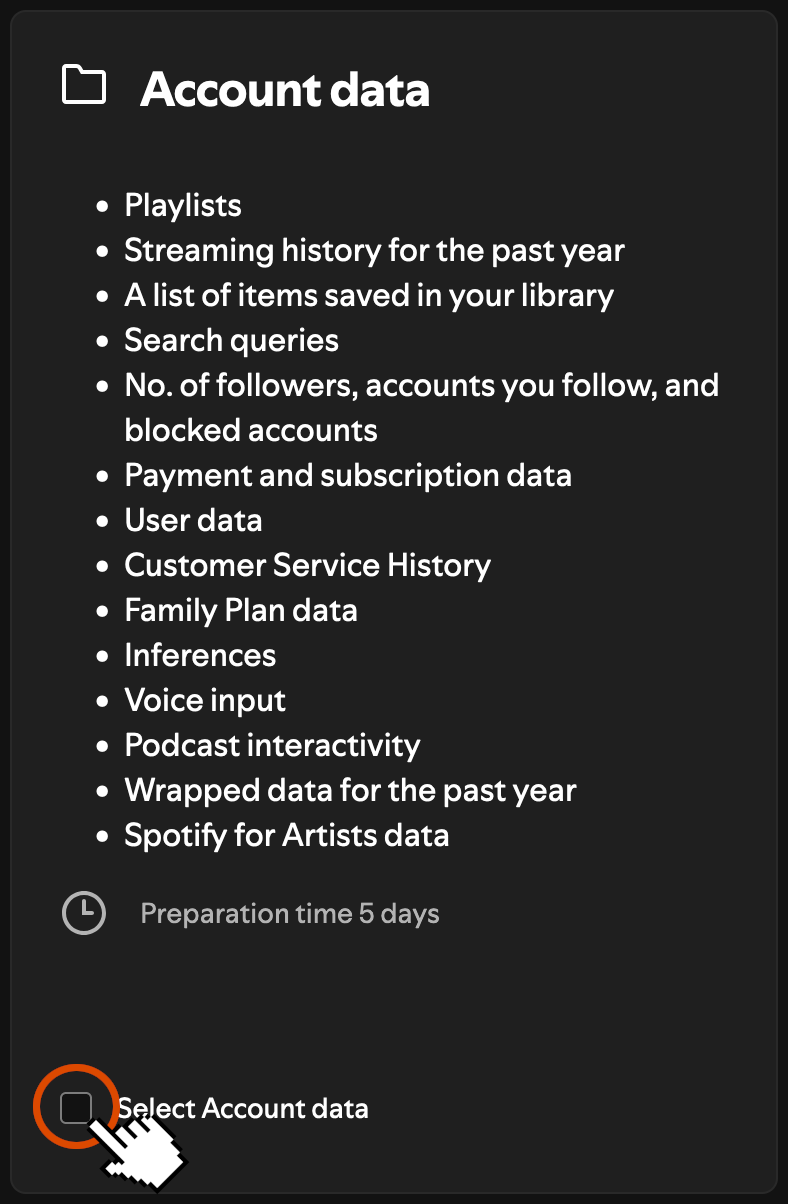 Account data
Playlists
Streaming history for the past year
A list of items saved in your library
Search queries
No. of followers, accounts you follow, and
blocked accounts
Payment and subscription data
User data
Customer Service History
Family Plan data
Inferences
Voice input
Podcast interactivity
Wrapped data for the past year
Spotify for Artists data
Preparation time 5 days
Select Account data